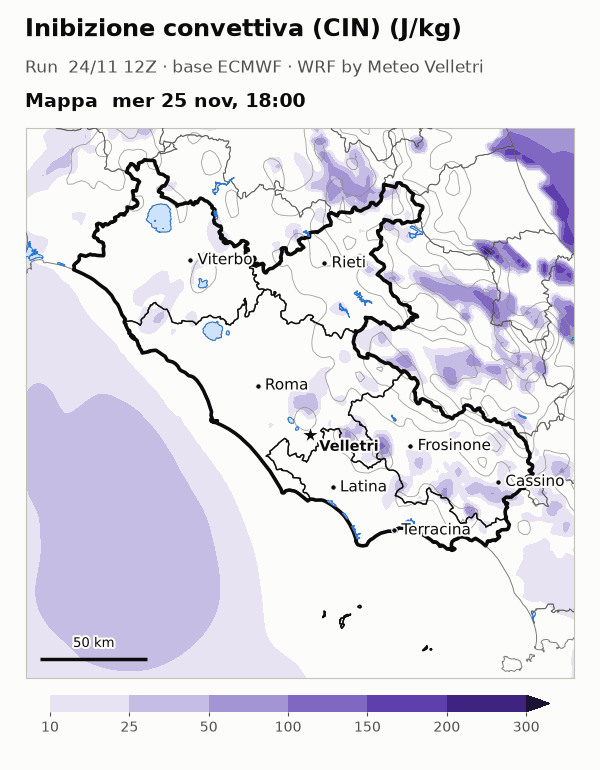 Inibizione convettiva (CIN) (J/kg)
Run  24/11 12Z · base ECMWF · WRF by Meteo Velletri
Mappa  mer 25 nov, 18:00
Viterbo
Rieti
Roma
Velletri
Frosinone
Latina
Cassino
Terracina
50 km
10 25 50 100 150 200 300